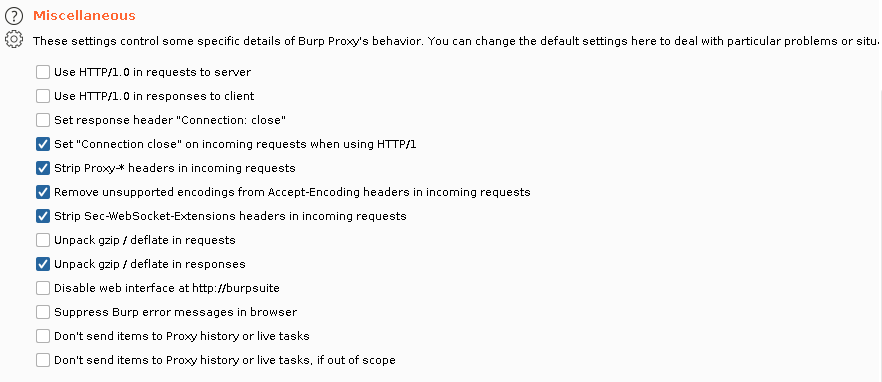 Miscellaneous
These settings control some specific details of Burp Proxy's behavior. You can change the default settings here to deal with particular problems or
Use HTTP/1.0 in requests to server
Use HTTP/1.0 in responses to client
Set response header "Connection: close"
Set "Connection close" on incoming requests when using HTTP/1
Strip Proxy-* headers in incoming requests
Remove unsupported encodings from Accept-Encoding headers in incoming requests
Strip Sec-WebSocket-Extensions headers in incoming requests
Unpack gzip / deflate in requests
Unpack gzip / deflate in responses
Disable web interface at http://burpsuite
Suppress Burp error messages in browser
Don't send items to Proxy history or live tasks
Don't send items to Proxy history or live tasks, if out of scope